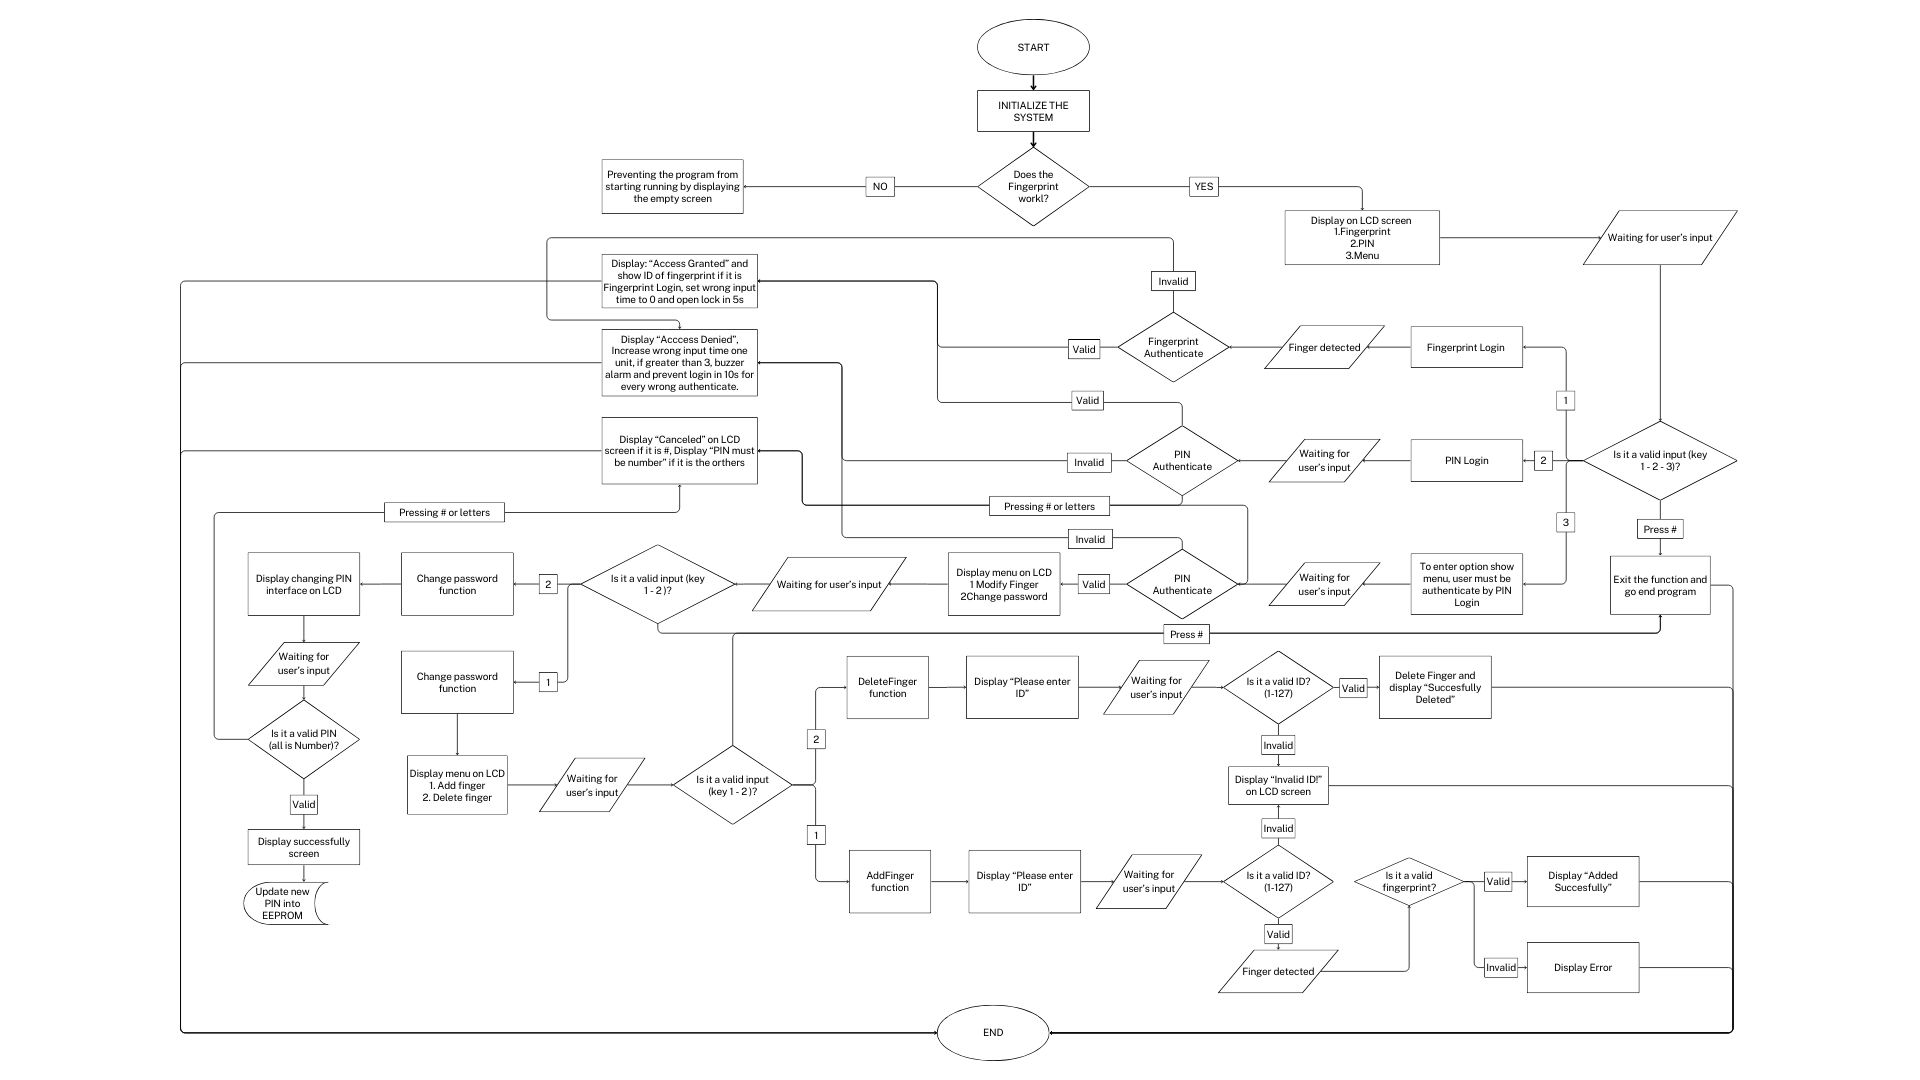 START
INITIALIZE THE
SYSTEM
Does the
Fingerprint
workl?
NO
YES
Preventing the program from
starting running by displaying
the empty screen
Display on LCD screen
1.Fingerprint
2.PIN
3.Menu
Waiting for user's input
Display: “Access Granted” and
show ID of fingerprint if it is
Fingerprint Login, set wrong input
time to 0 and open lock in 5s
Invalid
Display “Acccess Denied”,
Increase wrong input time one
unit, if greater than 3, buzzer
alarm and prevent login in 10s for
every wrong authenticate.
Valid
Fingerprint
Authenticate
Finger detected
Fingerprint Login
Valid
1
Display “Canceled” on LCD
screen if it is #, Display “PIN must
be number” if it is the orthers
Invalid
PIN
Authenticate
Waiting for
user's input
PIN Login
2
Is it a valid input (key
1 - 2 - 3)?
Pressing # or letters
Pressing # or letters
3
Press #
Invalid
Display changing PIN
interface on LCD
Change password
function
2
Is it a valid input (key
1 - 2 )?
Waiting for user's input
Display menu on LCD
1 Modify Finger
2Change password
Valid
PIN
Authenticate
Waiting for
user's input
To enter option show
menu, user must be
authenticate by PIN
Login
Exit the function and
go end program
Press #
Waiting for
user's input
Change password
function
1
DeleteFinger
function
Display “Please enter
ID”
Waiting for
user's input
Is it a valid ID?
(1-127)
Valid
Delete Finger and
display “Succesfully
Deleted”
Is it a valid PIN
(all is Number)?
2
Invalid
Display menu on LCD
1. Add finger
2. Delete finger
Waiting for
user's input
Is it a valid input
(key 1 - 2 )?
Display “Invalid ID!”
on LCD screen
Valid
1
Invalid
Display successfully
screen
AddFinger
function
Display “Please enter
ID”
Waiting for
user's input
Is it a valid ID?
(1-127)
Is it a valid
fingerprint?
Valid
Display “Added
Succesfully”
Update new
PIN into
EEPROM
Valid
Finger detected
Invalid
Display Error
END